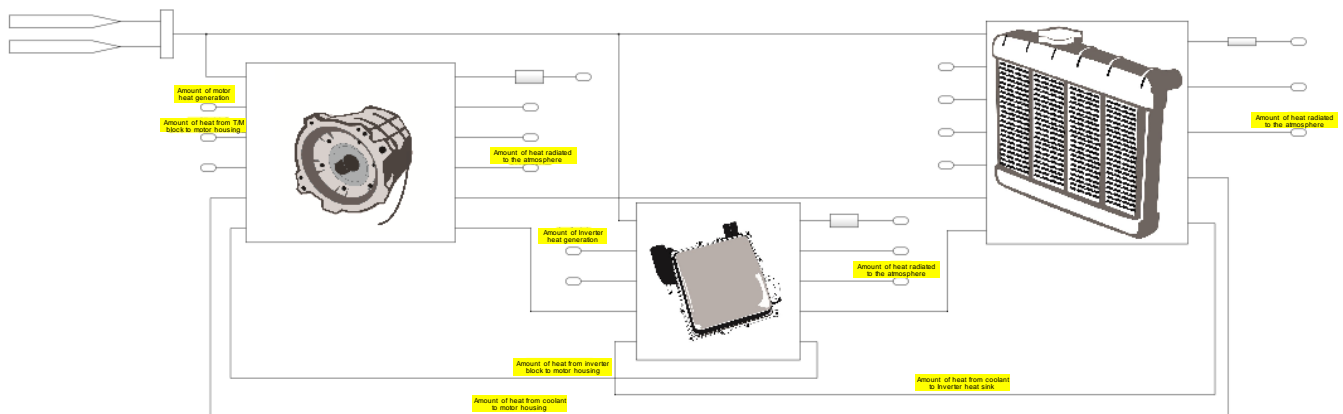 Amount of motor
heat generation
Amount of heat from T/M
block to motor housing
Amount of heat radiated
to the atmosphere
Amount of Inverter
heat generation
Amount of heat radiated
to the atmosphere
Amount of heat radiated
to the atmosphere
Amount of heat from inverter
block to motor housing
Amount of heat from coolant
to Inverter heat sink
Amount of heat from coolant
to motor housing